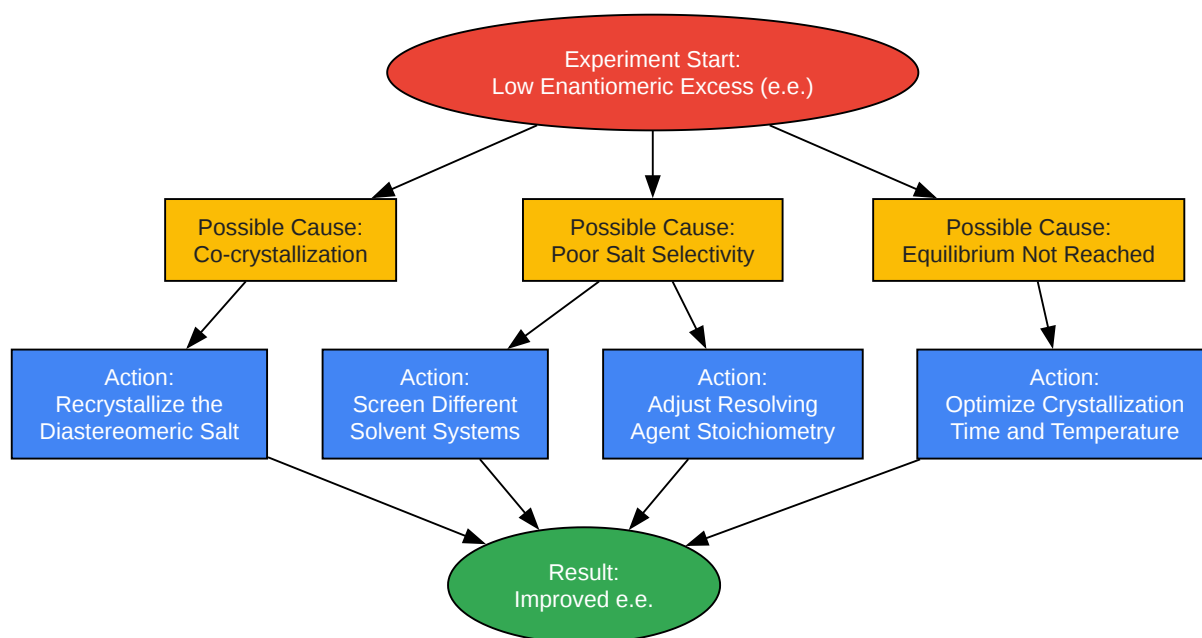 Experiment Start:
Low Enantiomeric Excess (e.e.)
Possible Cause:
Co-crystallization
Possible Cause:
Poor Salt Selectivity
Possible Cause:
Equilibrium Not Reached
Action:
Recrystallize the
Diastereomeric Salt
Action:
Screen Different
Solvent Systems
Action:
Adjust Resolving
Agent Stoichiometry
Action:
Optimize Crystallization
Time and Temperature
Result:
Improved e.e.